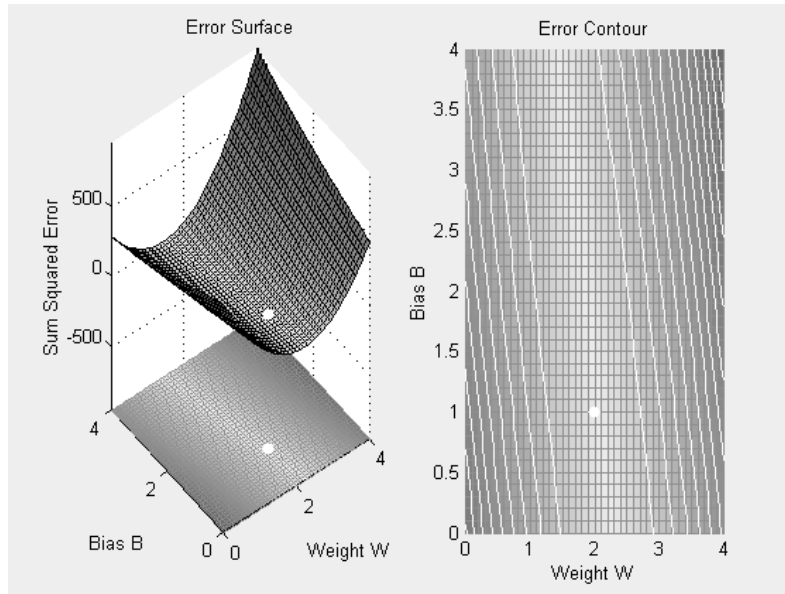 Error Surface
500
0
-500
Sum Squared Error
4
2
0
Bias B
0
2
4
Weight W
Error Contour
4
3.5
3
2.5
2
1.5
1
0.5
0
Bias B
0 1 2 3 4
Weight W